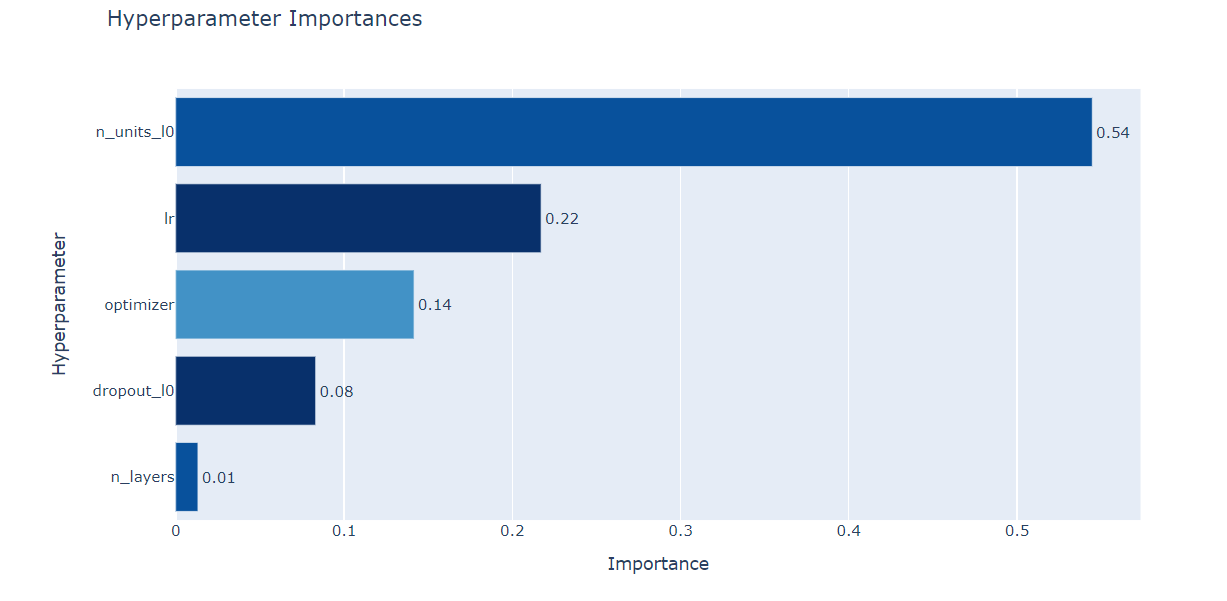 Hyperparameter Importances
n_units_l0
0.54
lr
0.22
optimizer
0.14
dropout_l0
0.08
n_layers
0.01
Hyperparameter
0 0.1 0.2 0.3 0.4 0.5
Importance